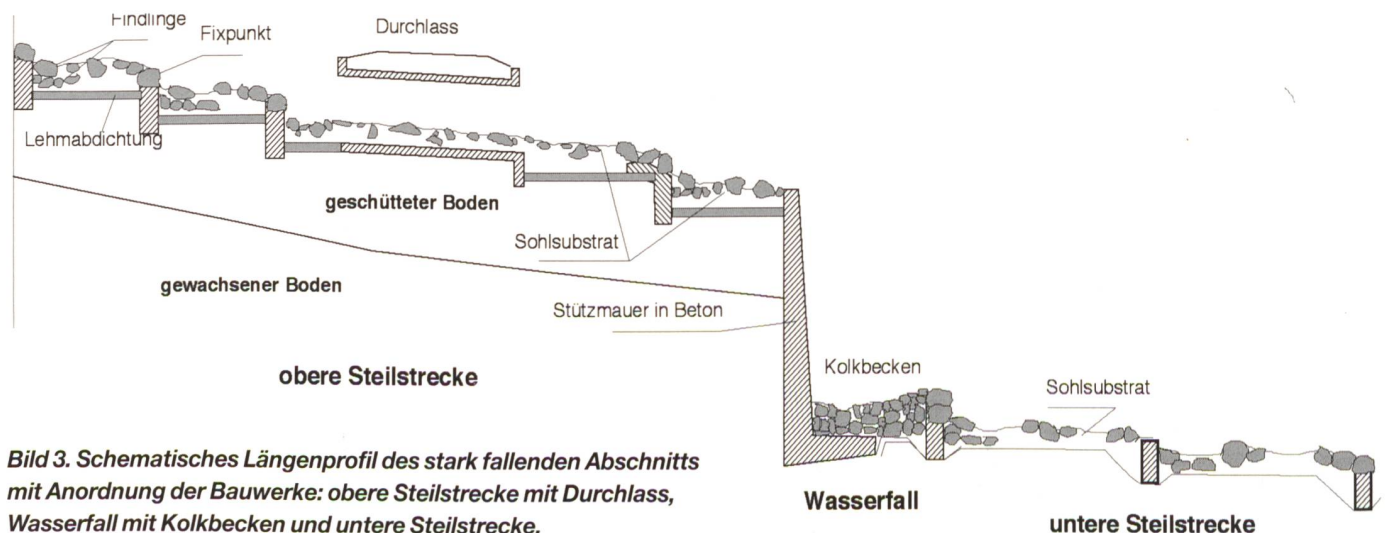 Findlinge
Fixpunkt
Durchlass
Lehmabdichtung
geschütteter Boden
Sohlsubstrat
gewachsener Boden
Stützmauer in Beton
obere Steilstrecke
Kolkbecken
Sohlsubstrat
Bild 3. Schematisches Längenprofil des stark fallenden Abschnitts
mit Anordnung der Bauwerke: obere Steilstrecke mit Durchlass,
Wasserfall mit Kolkbecken und untere Steilstrecke.
Wasserfall
untere Steilstrecke